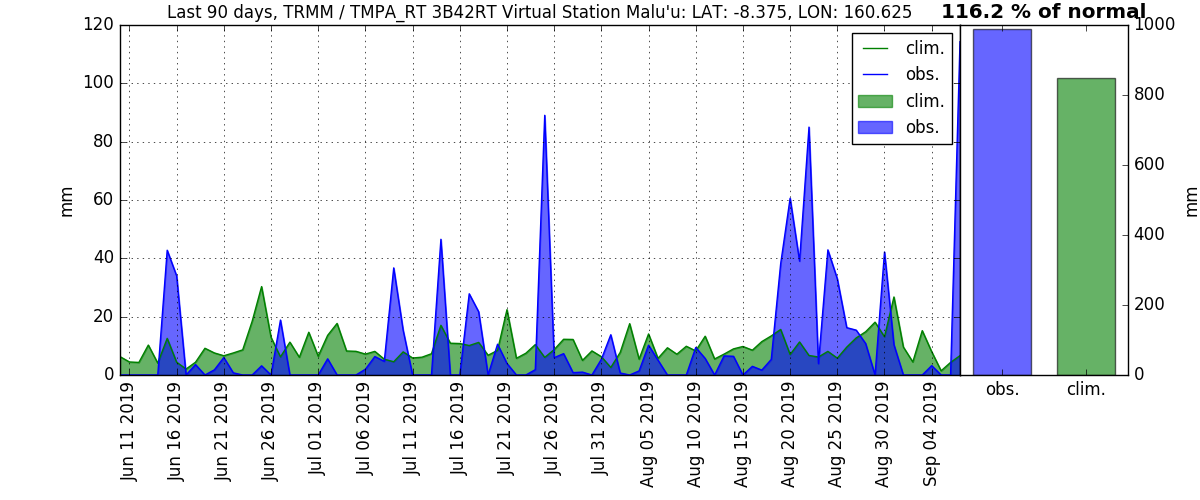 Last 90 days, TRMM / TMPA_RT 3B42RT Virtual Station Malu'u: LAT: -8.375, LON: 160.625
116.2 % of normal
mm
120
100
80
60
40
20
0
clim.
obs.
clim.
obs.
Jun 11 2019
Jun 16 2019
Jun 21 2019
Jun 26 2019
Jul 01 2019
Jul 06 2019
Jul 11 2019
Jul 16 2019
Jul 21 2019
Jul 26 2019
Jul 31 2019
Aug 05 2019
Aug 10 2019
Aug 15 2019
Aug 20 2019
Aug 25 2019
Aug 30 2019
Sep 04 2019
1000
800
600
400
200
0
mm
obs.
clim.